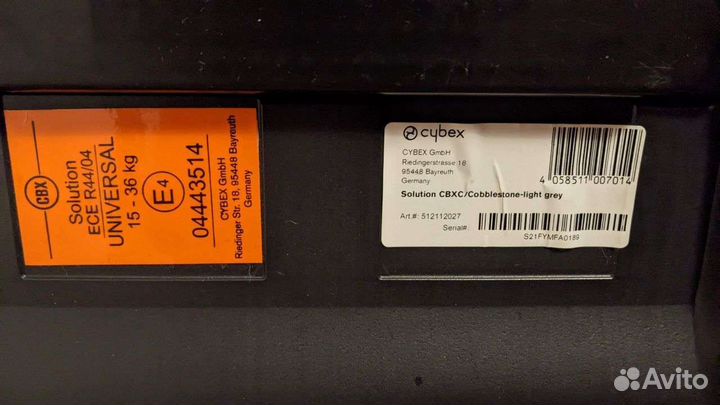 CBX
Solution
ECE R44/04
UNIVERSAL
15 - 36 kg
E4
04443514
CYBEX GmbH
Riedinger Str. 18, 95448 Bayreuth
Germany
cybex
CYBEX GmbH
Riedingerstrasse 18
95448 Bayreuth
Germany
4 058511 007014
Solution CBXC/Cobblestone-light grey
Art.#: 512112027
Serial#:
S21FYMFA0189
Avito